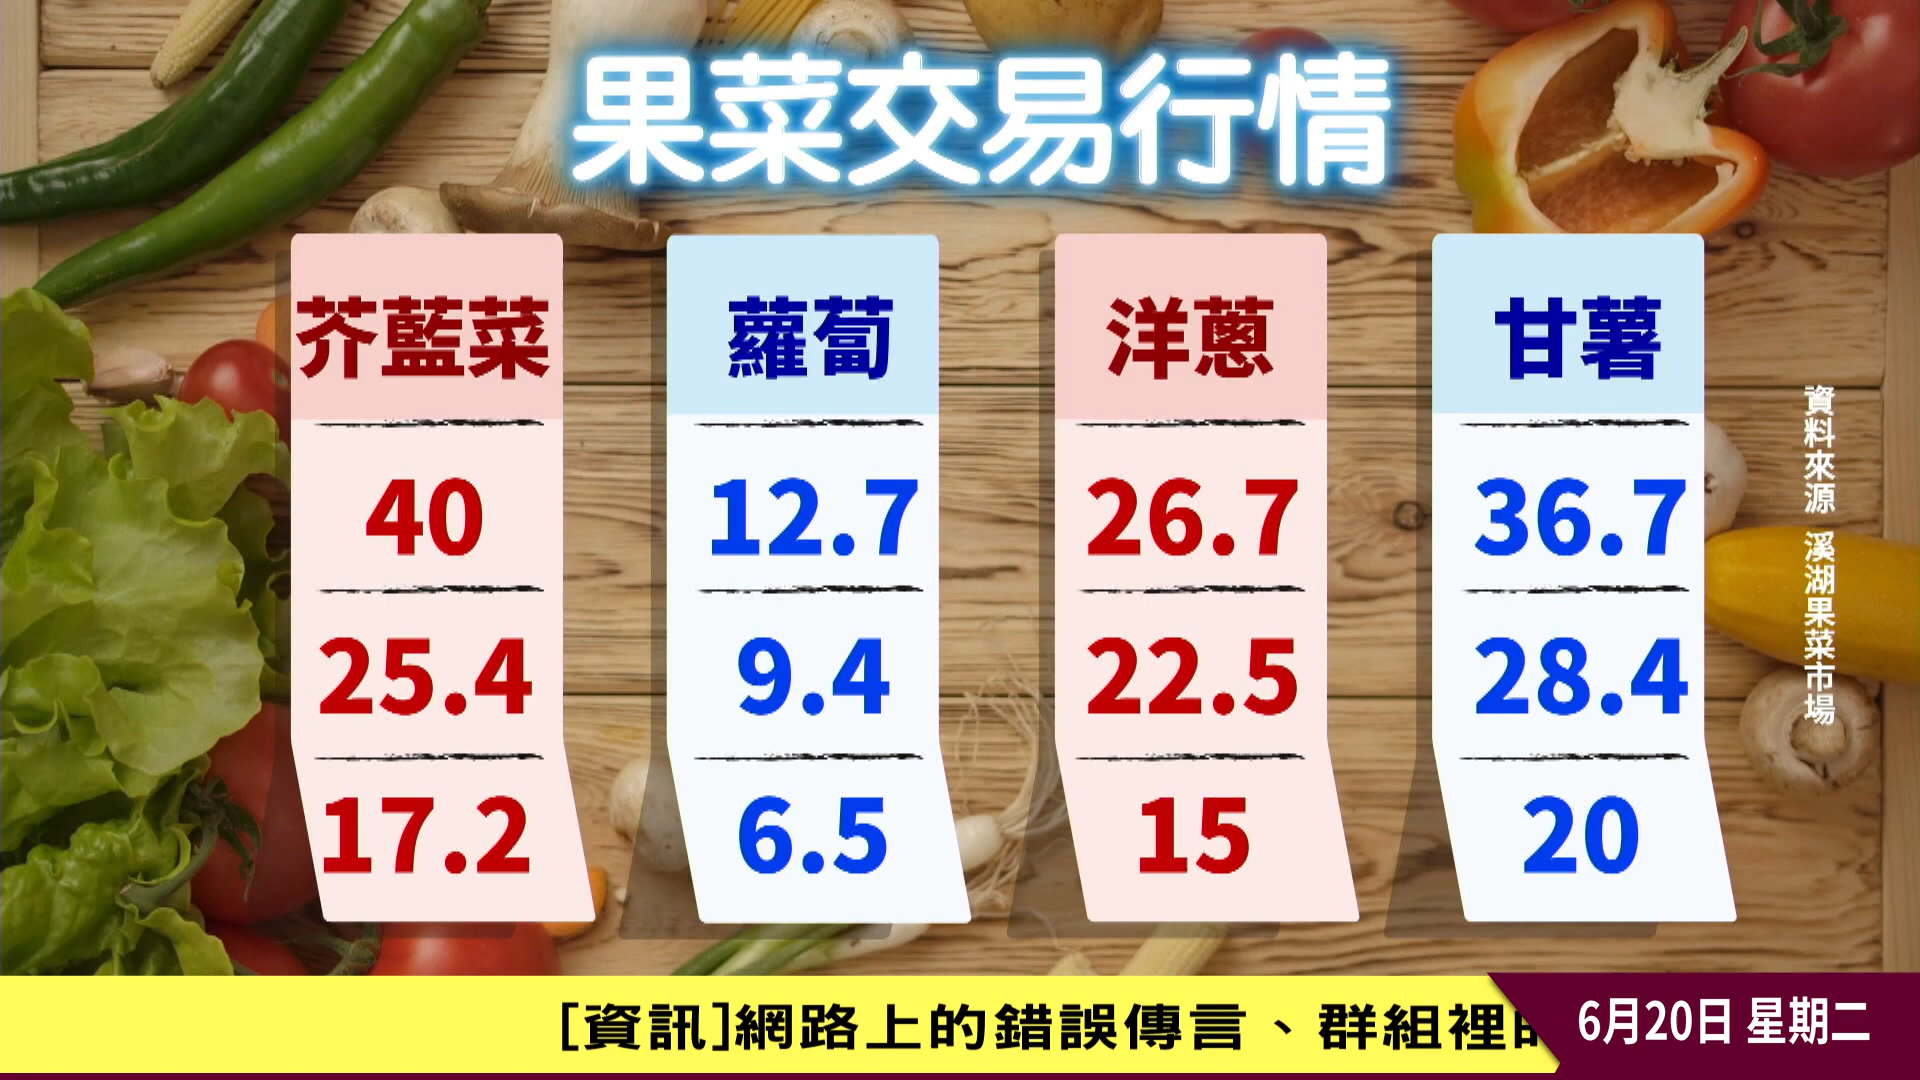 果菜交易行情
芥藍菜 蘿蔔 洋蔥 甘薯
40 12.7 26.7 36.7
25.4 9.4 22.5 28.4
17.2 6.5 15 20
資料來源 溪湖果菜市場
[資訊]網路上的錯誤傳言、群組裡
6月20日 星期二